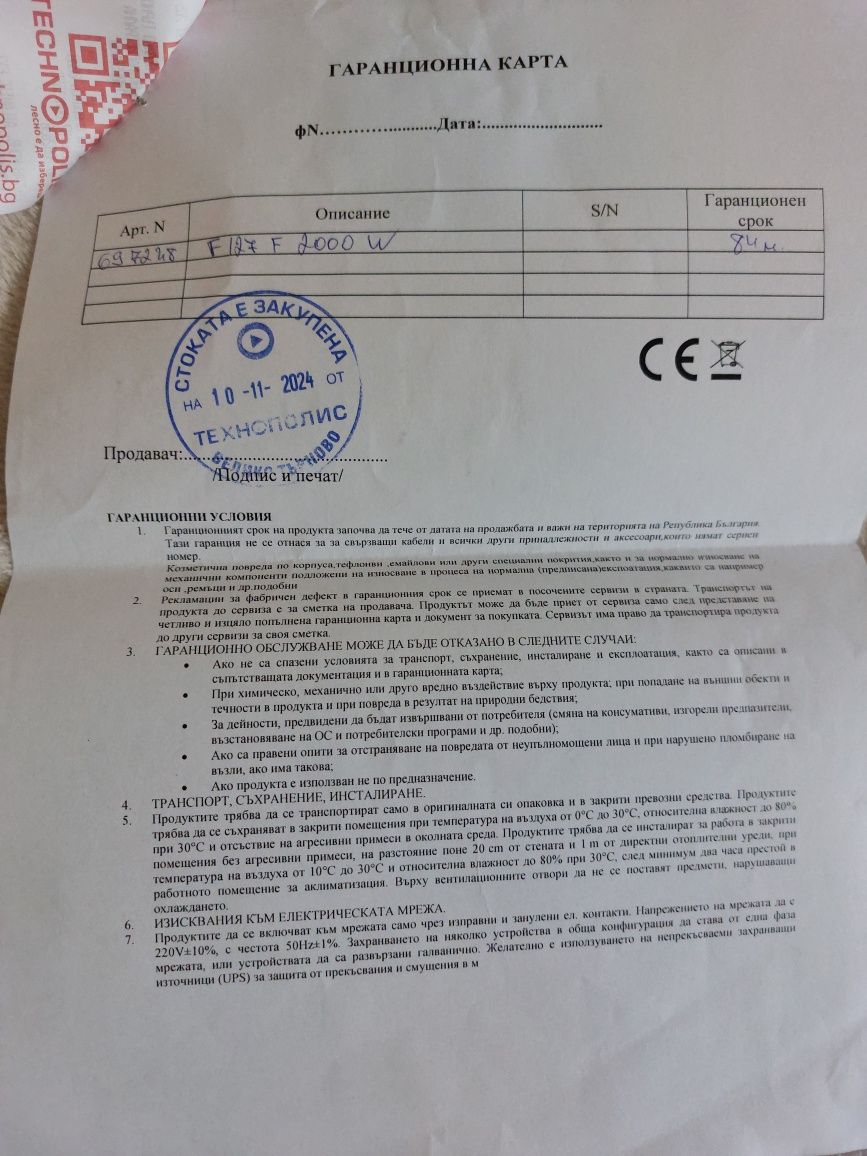 TECHNOPOL
лесно е да избере
polis.bg
ГАРАНЦИОННА КАРТА
фN......................Дата:...........................
Арт. N Описание S/N Гаранционен срок
697248 F127 F 2000 W 84 м.
СТОКАТА Е ЗАКУПЕНА
НА 10 -11- 2024 ОТ
ТЕХНОПОЛИС
ВЕЛИКО ТЪРНОВО
CE
Продавач:..............................................
/Подпис и печат/
ГАРАНЦИОННИ УСЛОВИЯ
1. Гаранционният срок на продукта започва да тече от датата на продажбата и важи на територията на Република България.
Тази гаранция не се отнася за за свързващи кабели и всички други принадлежности и аксесоари,които нямат сериен
номер.
Козметична повреда по корпуса,тефлонви ,емайлови или други специални покрития,както и за нормално износване на
механични компоненти подложени на износване в процеса на нормална (предписана)експоатация,каквито са например
оси ,ремъци и др.подобни
2. Рекламации за фабричен дефект в гаранционния срок се приемат в посочените сервизи в страната. Транспортът на
продукта до сервиза е за сметка на продавача. Продуктът може да бъде приет от сервиза само след представяне на
четливо и изцяло попълнена гаранционна карта и документ за покупката. Сервизът има право да транспортира продукта
до други сервизи за своя сметка.
3. ГАРАНЦИОННО ОБСЛУЖВАНЕ МОЖЕ ДА БЪДЕ ОТКАЗАНО В СЛЕДНИТЕ СЛУЧАИ:
• Ако не са спазени условията за транспорт, съхранение, инсталиране и експлоатация, както са описани в
съпътстващата документация и в гаранционната карта;
• При химическо, механично или друго вредно въздействие върху продукта; при попадане на външни обекти и
течности в продукта и при повреда в резултат на природни бедствия;
• За дейности, предвидени да бъдат извършвани от потребителя (смяна на консумативи, изгорели предпазители,
възстановяване на ОС и потребителски програми и др. подобни);
• Ако са правени опити за отстраняване на повредата от неупълномощени лица и при нарушено пломбиране на
възли, ако има такова;
• Ако продукта е използван не по предназначение.
4. ТРАНСПОРТ, СЪХРАНЕНИЕ, ИНСТАЛИРАНЕ.
5. Продуктите трябва да се транспортират само в оригиналната си опаковка и в закрити превозни средства. Продуктите
трябва да се съхраняват в закрити помещения при температура на въздуха от 0°C до 30°C, относителна влажност до 80%
при 30°C и отсъствие на агресивни примеси в околната среда. Продуктите трябва да се инсталират за работа в закрити
помещения без агресивни примеси, на разстояние поне 20 cm от стената и 1 m от директни отоплителни уреди, при
температура на въздуха от 10°C до 30°C и относителна влажност до 80% при 30°C, след минимум два часа престой в
работното помещение за аклиматизация. Върху вентилационните отвори да не се поставят предмети, нарушаващи
охлаждането.
6. ИЗИСКВАНИЯ КЪМ ЕЛЕКТРИЧЕСКАТА МРЕЖА.
7. Продуктите да се включват към мрежата само чрез изправни и занулени ел. контакти. Напрежението на мрежата да е
220V±10%, с честота 50Hz±1%. Захранването на няколко устройства в обща конфигурация да става от една фаза
мрежата, или устройствата да са развързани галванично. Желателно е използването на непрекъсваеми захранващи
източници (UPS) за защита от прекъсвания и смущения в м